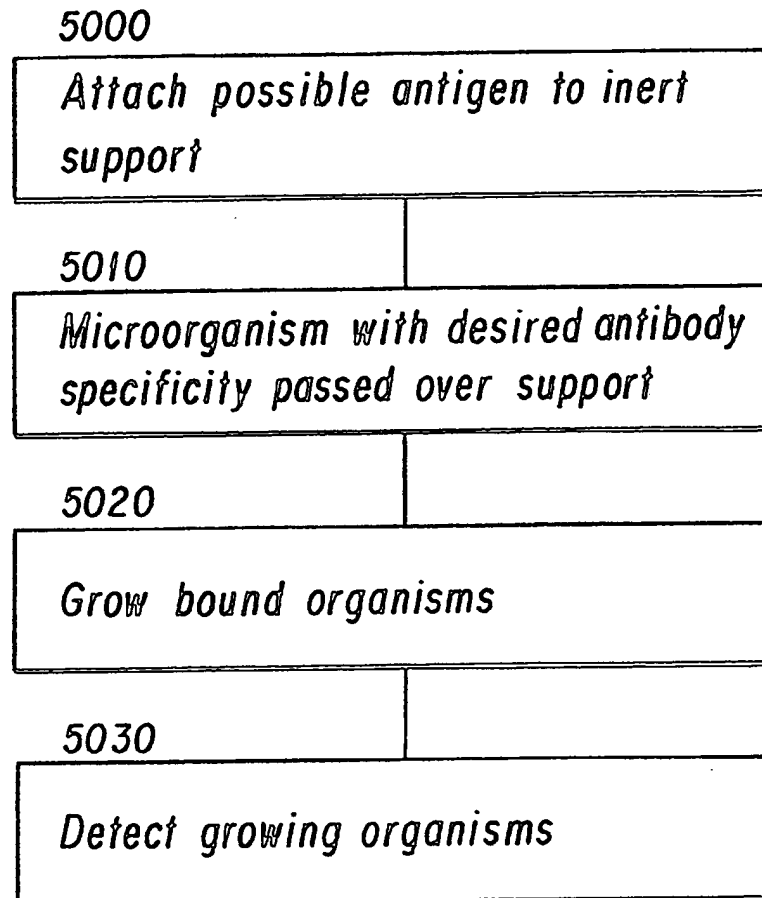 5000
Attach possible antigen to inert
support
5010
Microorganism with desired antibody
specificity passed over support
5020
Grow bound organisms
5030
Detect growing organisms